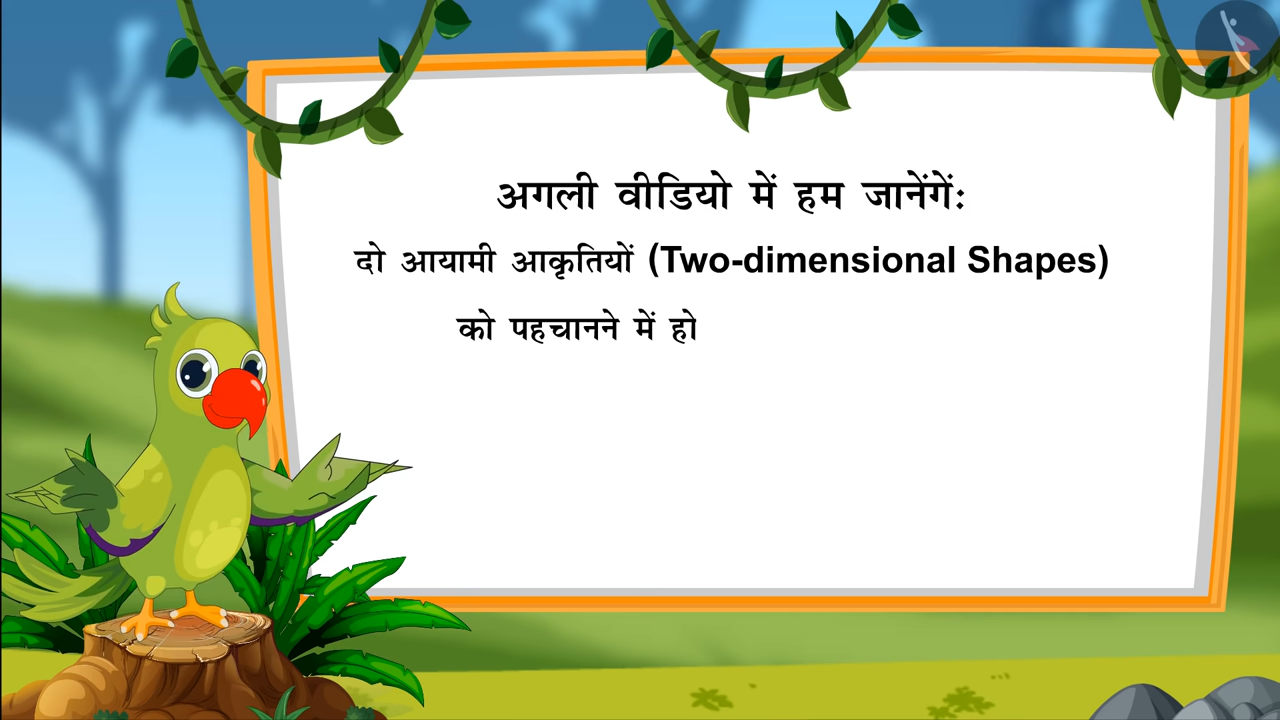 अगली वीडियो में हम जानेंगें:
दो आयामी आकृतियों (Two-dimensional Shapes)
को पहचानने में हो